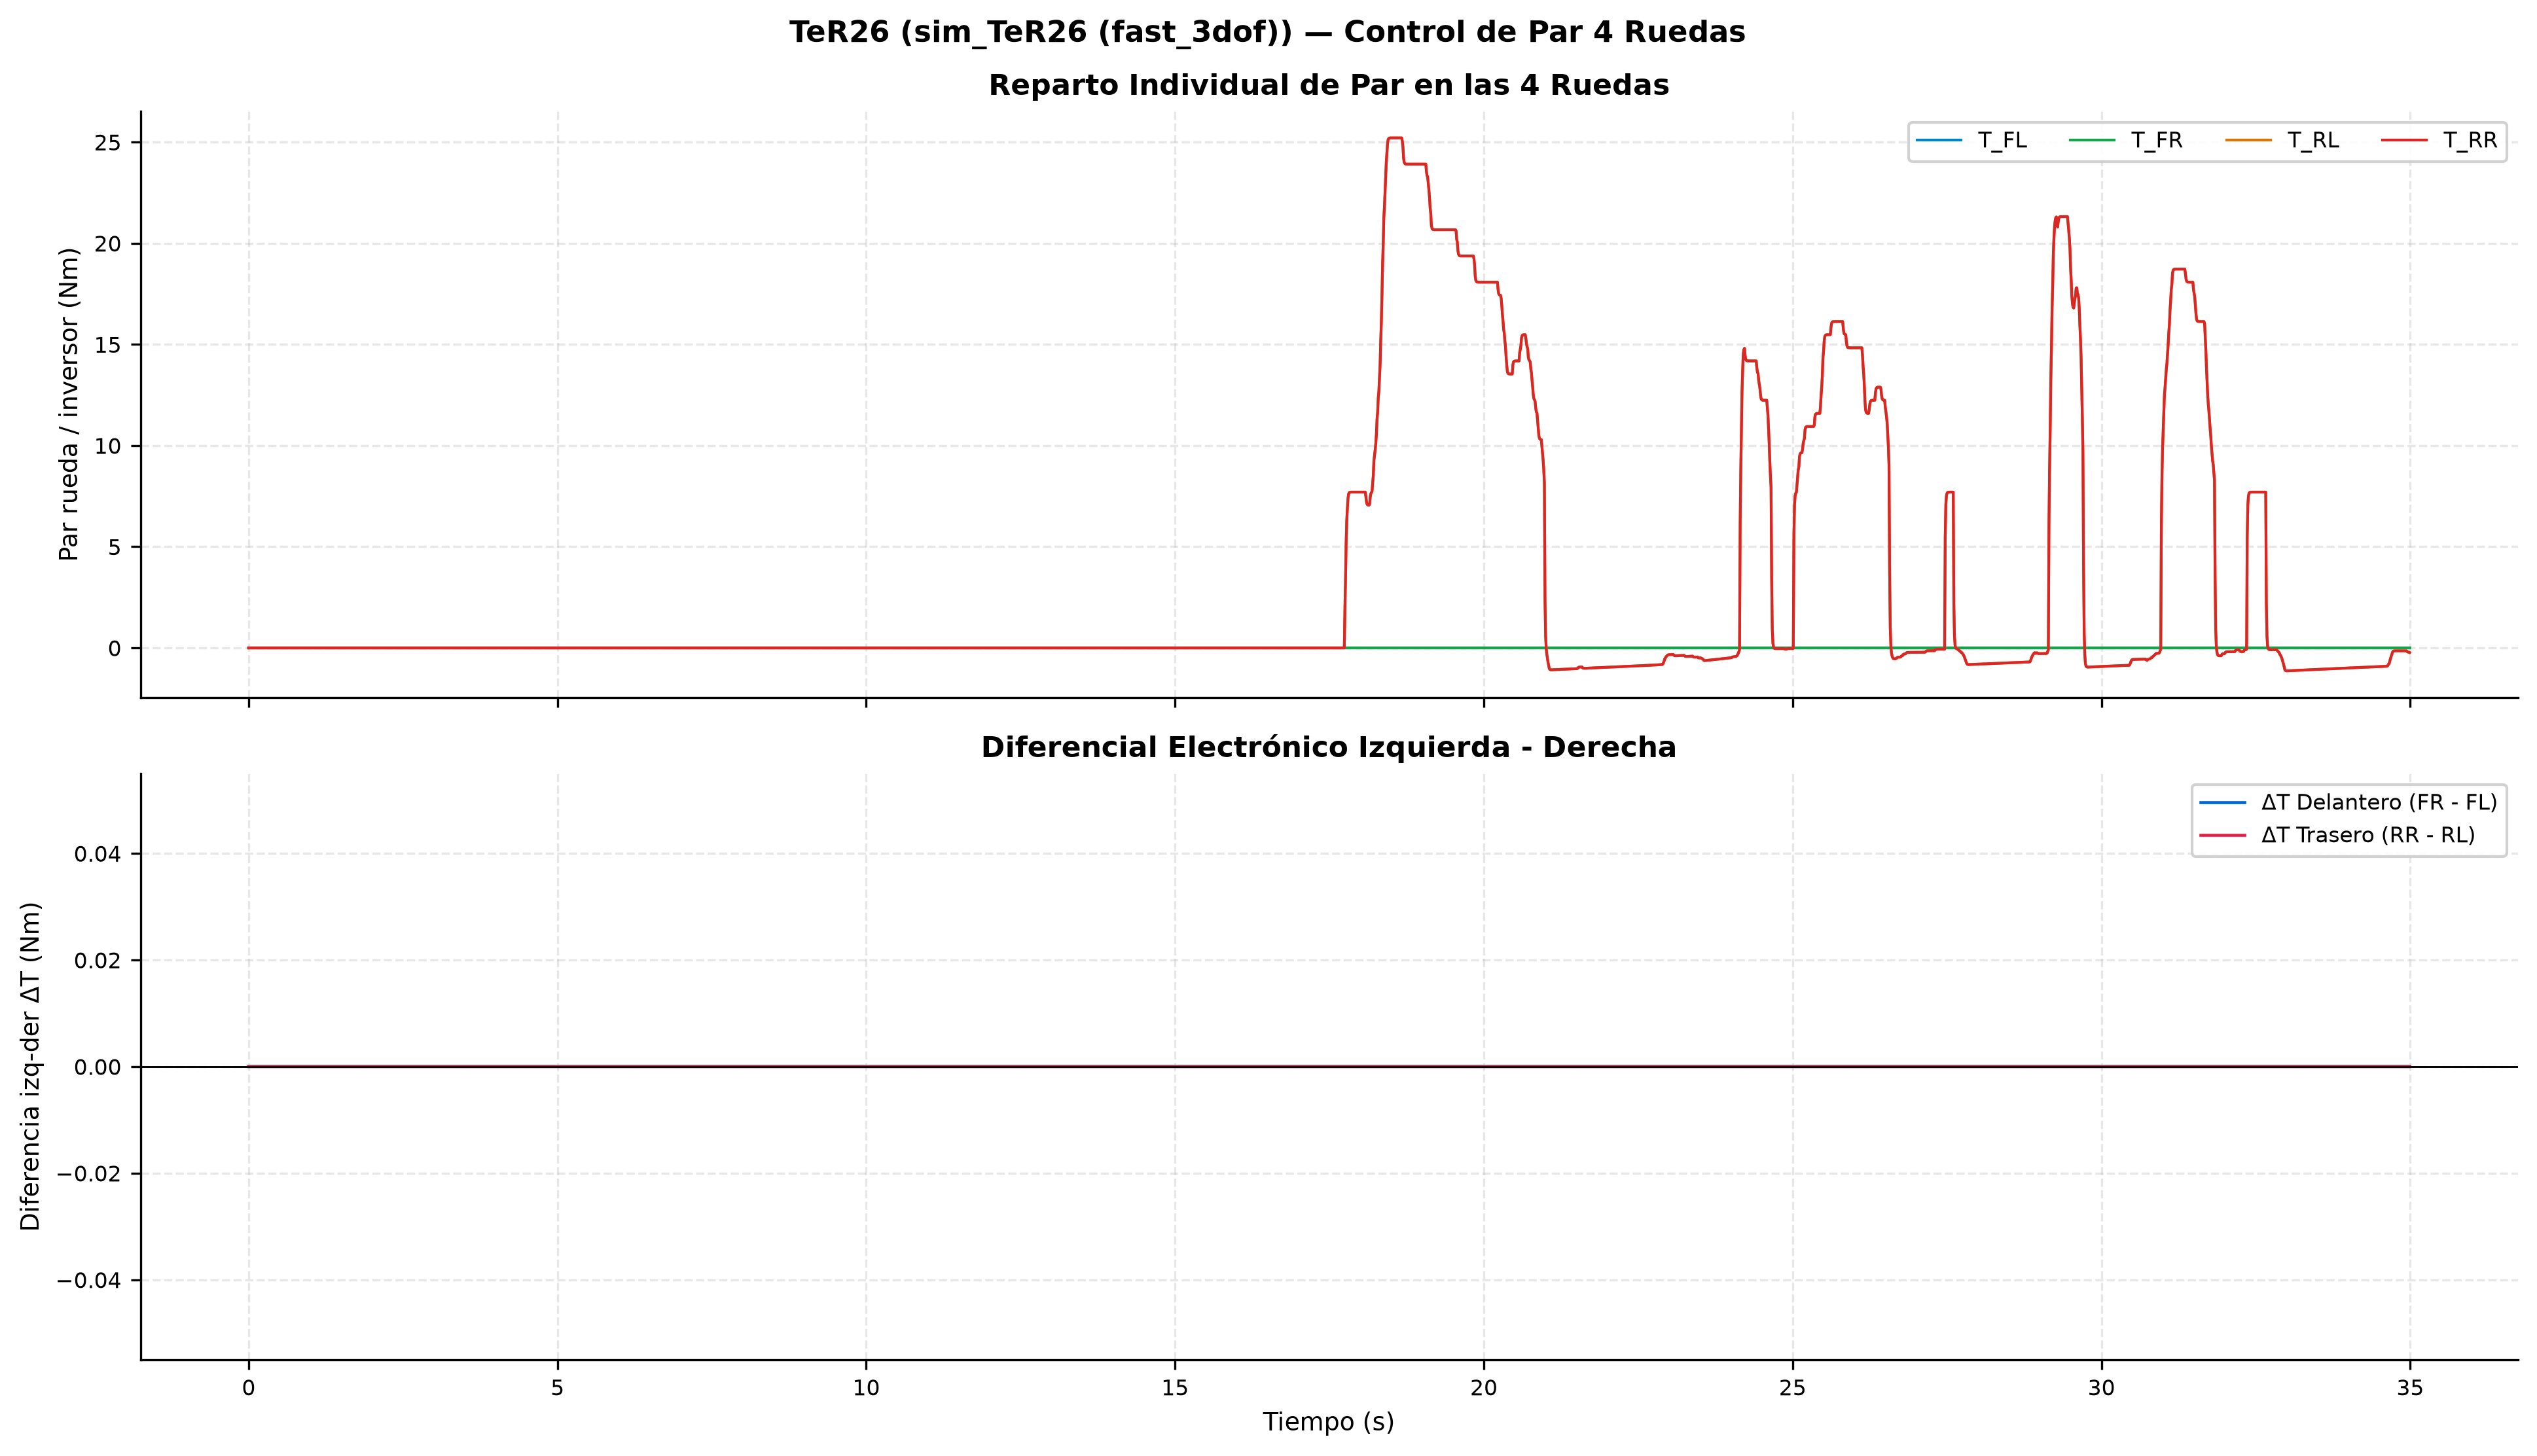 TeR26 (sim_TeR26 (fast_3dof)) — Control de Par 4 Ruedas
Reparto Individual de Par en las 4 Ruedas
Par rueda / inversor (Nm)
25
20
15
10
5
0
T_FL
T_FR
T_RL
T_RR
Diferencial Electrónico Izquierda - Derecha
Diferencia izq-der ΔT (Nm)
0.04
0.02
0.00
−0.02
−0.04
ΔT Delantero (FR - FL)
ΔT Trasero (RR - RL)
0
5
10
15
20
25
30
35
Tiempo (s)